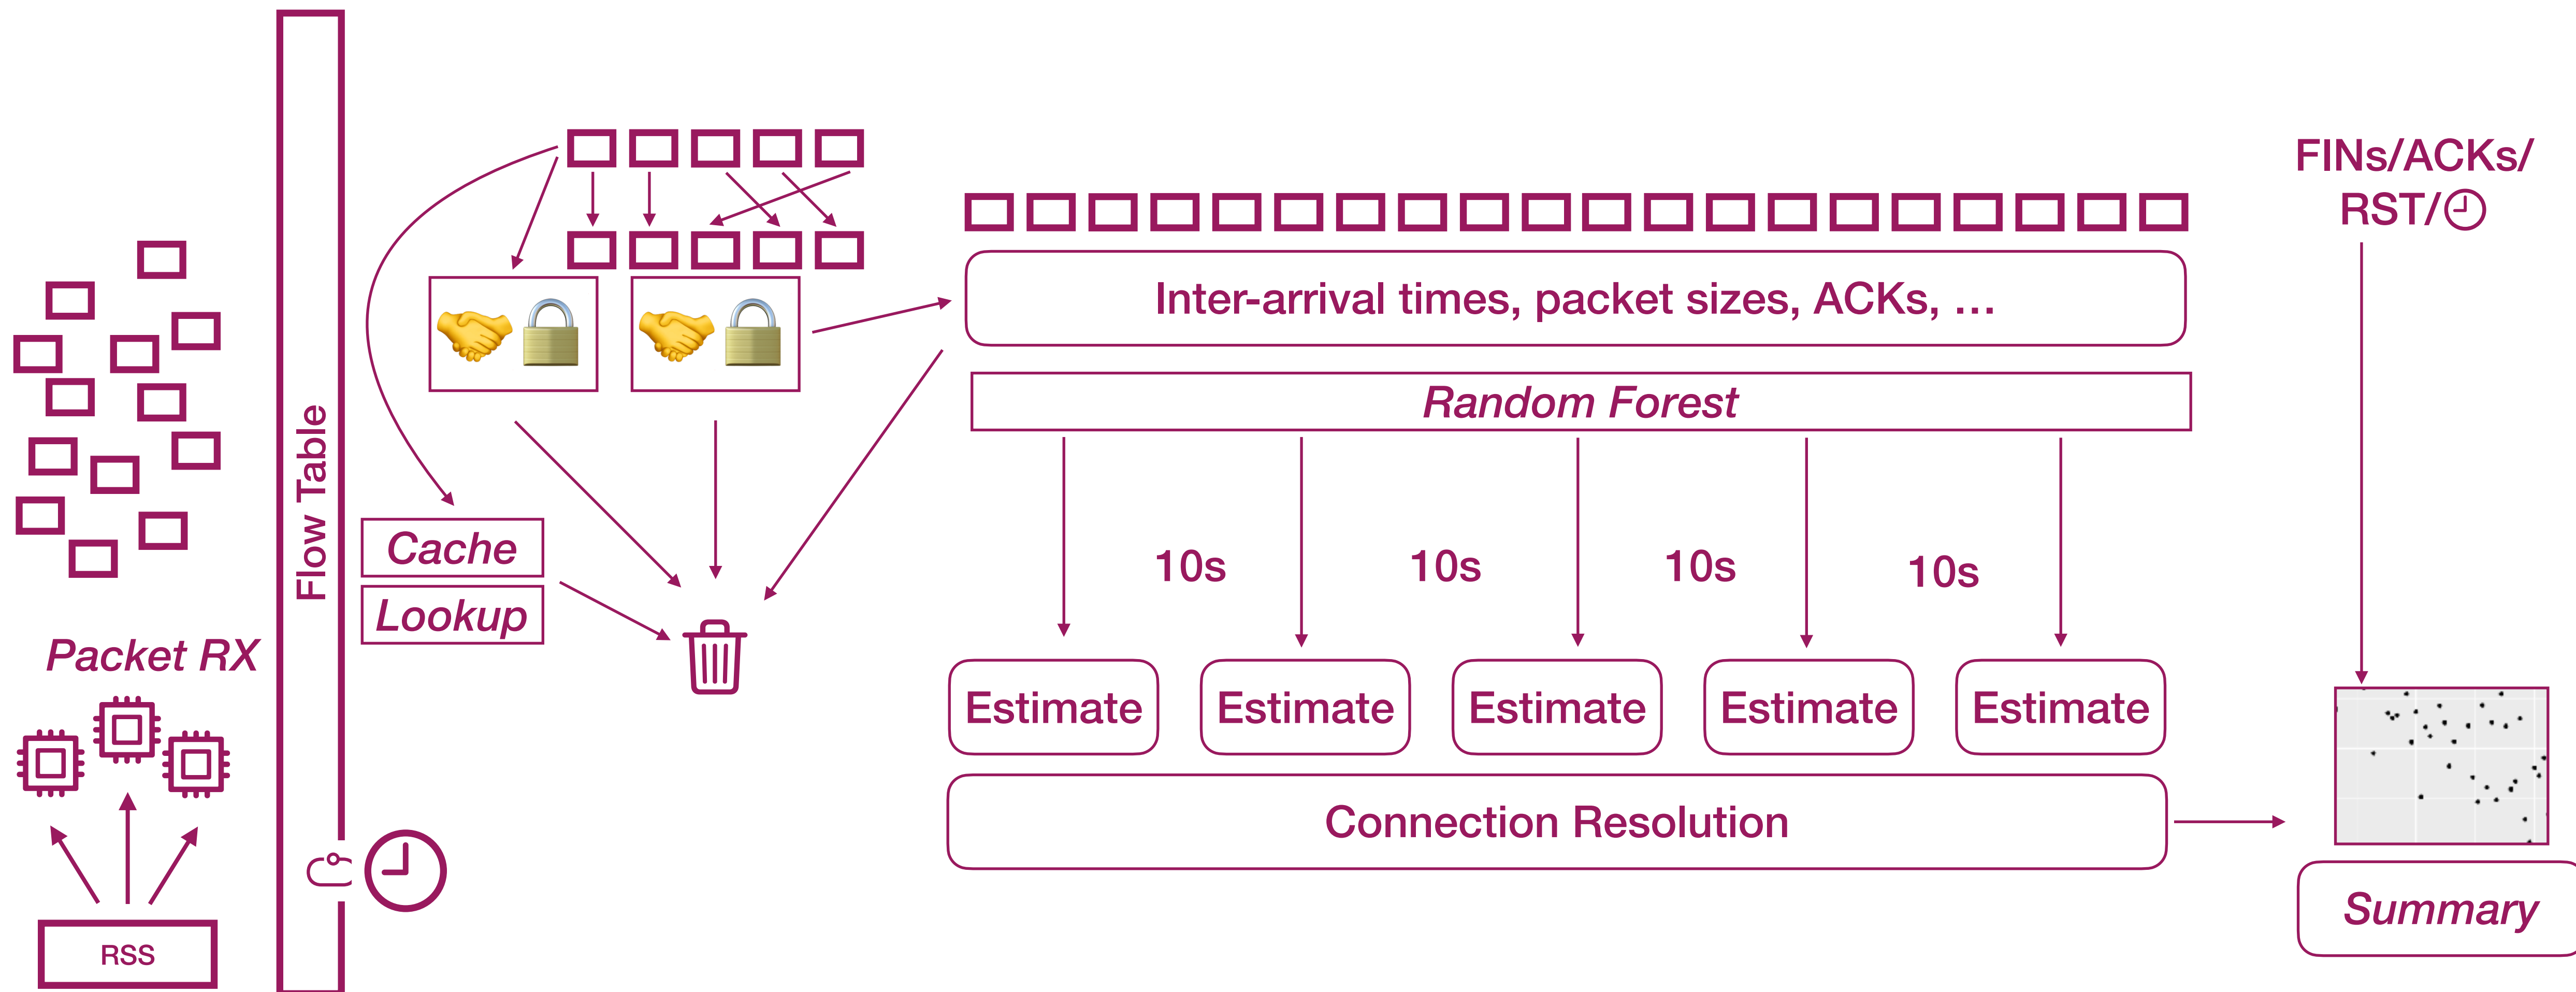 Packet RX
RSS
Flow Table
Cache
Lookup
Inter-arrival times, packet sizes, ACKs, ...
Random Forest
10s
10s
10s
10s
Estimate
Estimate
Estimate
Estimate
Estimate
Connection Resolution
FINs/ACKs/
RST/
Summary